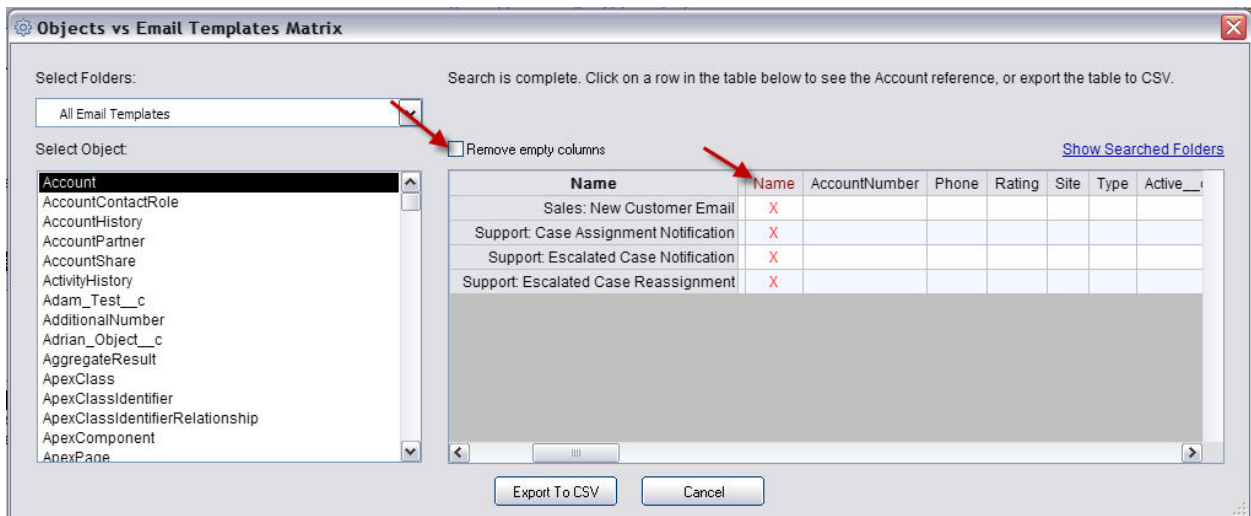 Objects vs Email Templates Matrix
Select Folders:
Search is complete. Click on a row in the table below to see the Account reference, or export the table to CSV.
All Email Templates
Select Object:
Remove empty columns
Show Searched Folders
Account
AccountContactRole
AccountHistory
AccountPartner
AccountShare
ActivityHistory
Adam_Test__c
AdditionalNumber
Adrian_Object__c
AggregateResult
ApexClass
ApexClassIdentifier
ApexClassIdentifierRelationship
ApexComponent
ApexPage
Name Name AccountNumber Phone Rating Site Type Active__c
Sales: New Customer Email X
Support: Case Assignment Notification X
Support: Escalated Case Notification X
Support: Escalated Case Reassignment X
Export To CSV Cancel